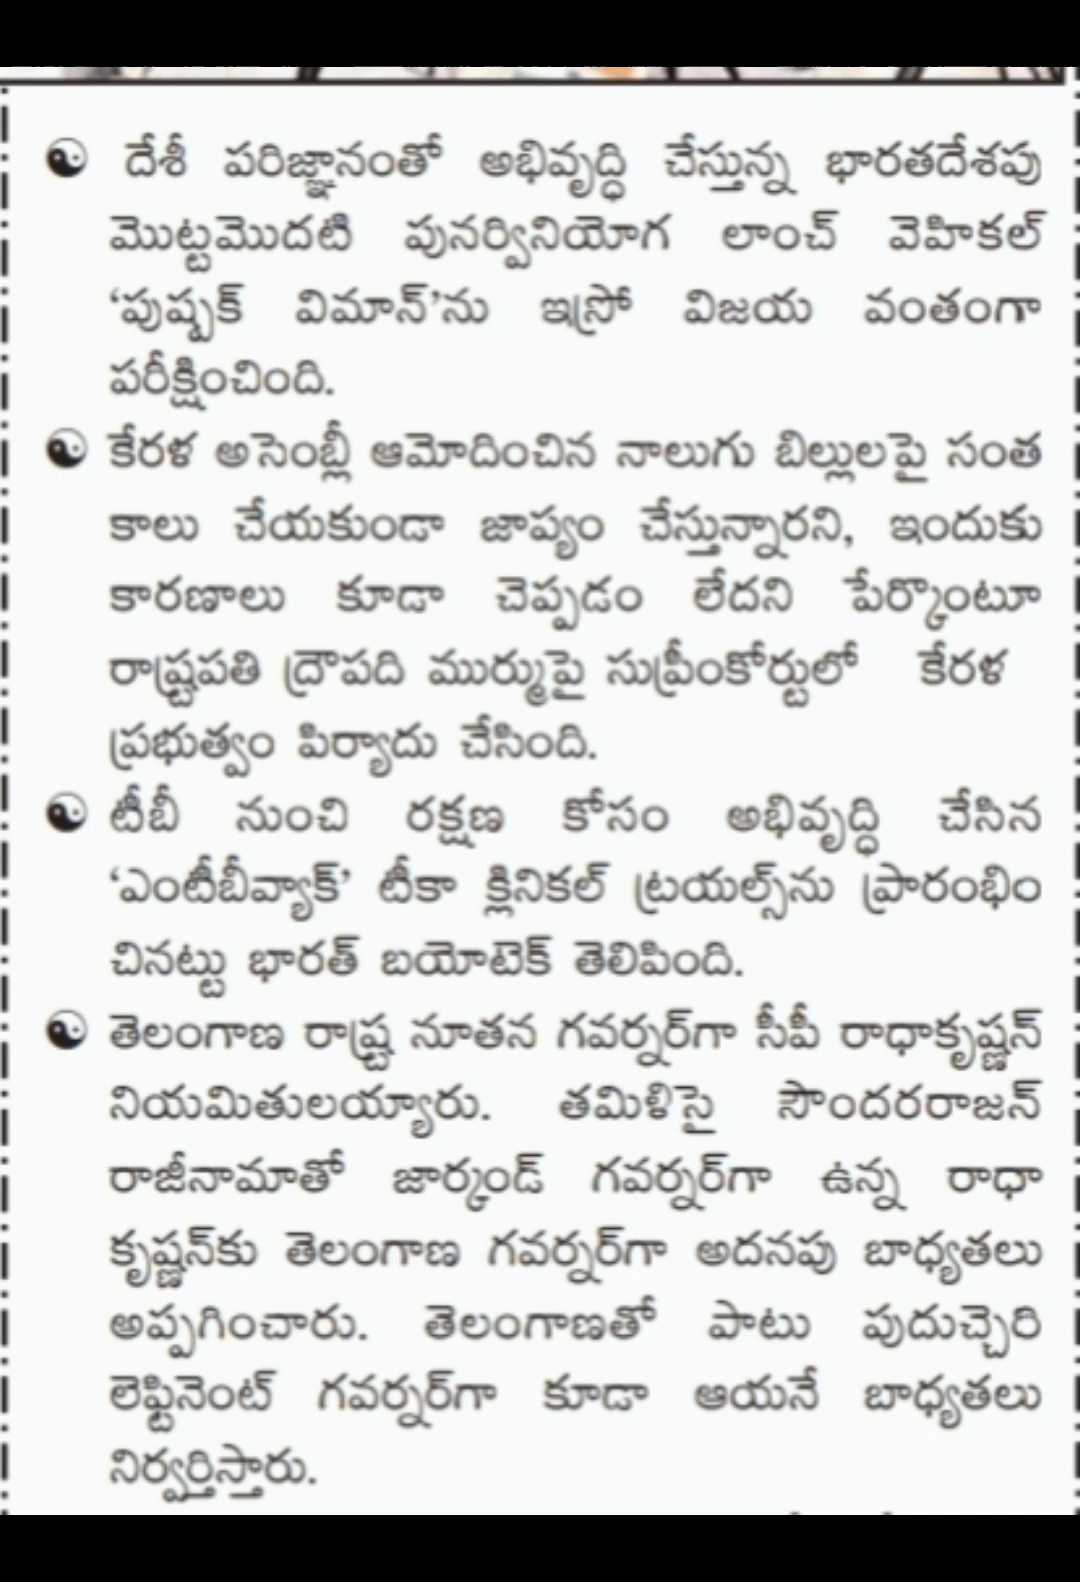 దేశీ పరిజ్ఞానంతో అభివృద్ధి చేస్తున్న భారతదేశపు
మొట్టమొదటి పునర్వినియోగ లాంచ్ వెహికల్
‘పుష్పక్ విమాన్’ను ఇస్రో విజయ వంతంగా
పరీక్షించింది.
కేరళ అసెంబ్లీ ఆమోదించిన నాలుగు బిల్లులపై సంత
కాలు చేయకుండా జాప్యం చేస్తున్నారని, ఇందుకు
కారణాలు కూడా చెప్పడం లేదని పేర్కొంటూ
రాష్ట్రపతి ద్రౌపది ముర్ముపై సుప్రీంకోర్టులో కేరళ
ప్రభుత్వం పిర్యాదు చేసింది.
టీబీ నుంచి రక్షణ కోసం అభివృద్ధి చేసిన
‘ఎంటీబీవ్యాక్’ టీకా క్లినికల్ ట్రయల్స్‌ను ప్రారంభిం
చినట్టు భారత్ బయోటెక్ తెలిపింది.
తెలంగాణ రాష్ట్ర నూతన గవర్నర్‌గా సీపీ రాధాకృష్ణన్
నియమితులయ్యారు. తమిళిసై సౌందరరాజన్
రాజీనామాతో జార్కండ్ గవర్నర్‌గా ఉన్న రాధా
కృష్ణన్‌కు తెలంగాణ గవర్నర్‌గా అదనపు బాధ్యతలు
అప్పగించారు. తెలంగాణతో పాటు పుదుచ్చెరి
లెఫ్టినెంట్ గవర్నర్‌గా కూడా ఆయనే బాధ్యతలు
నిర్వర్తిస్తారు.